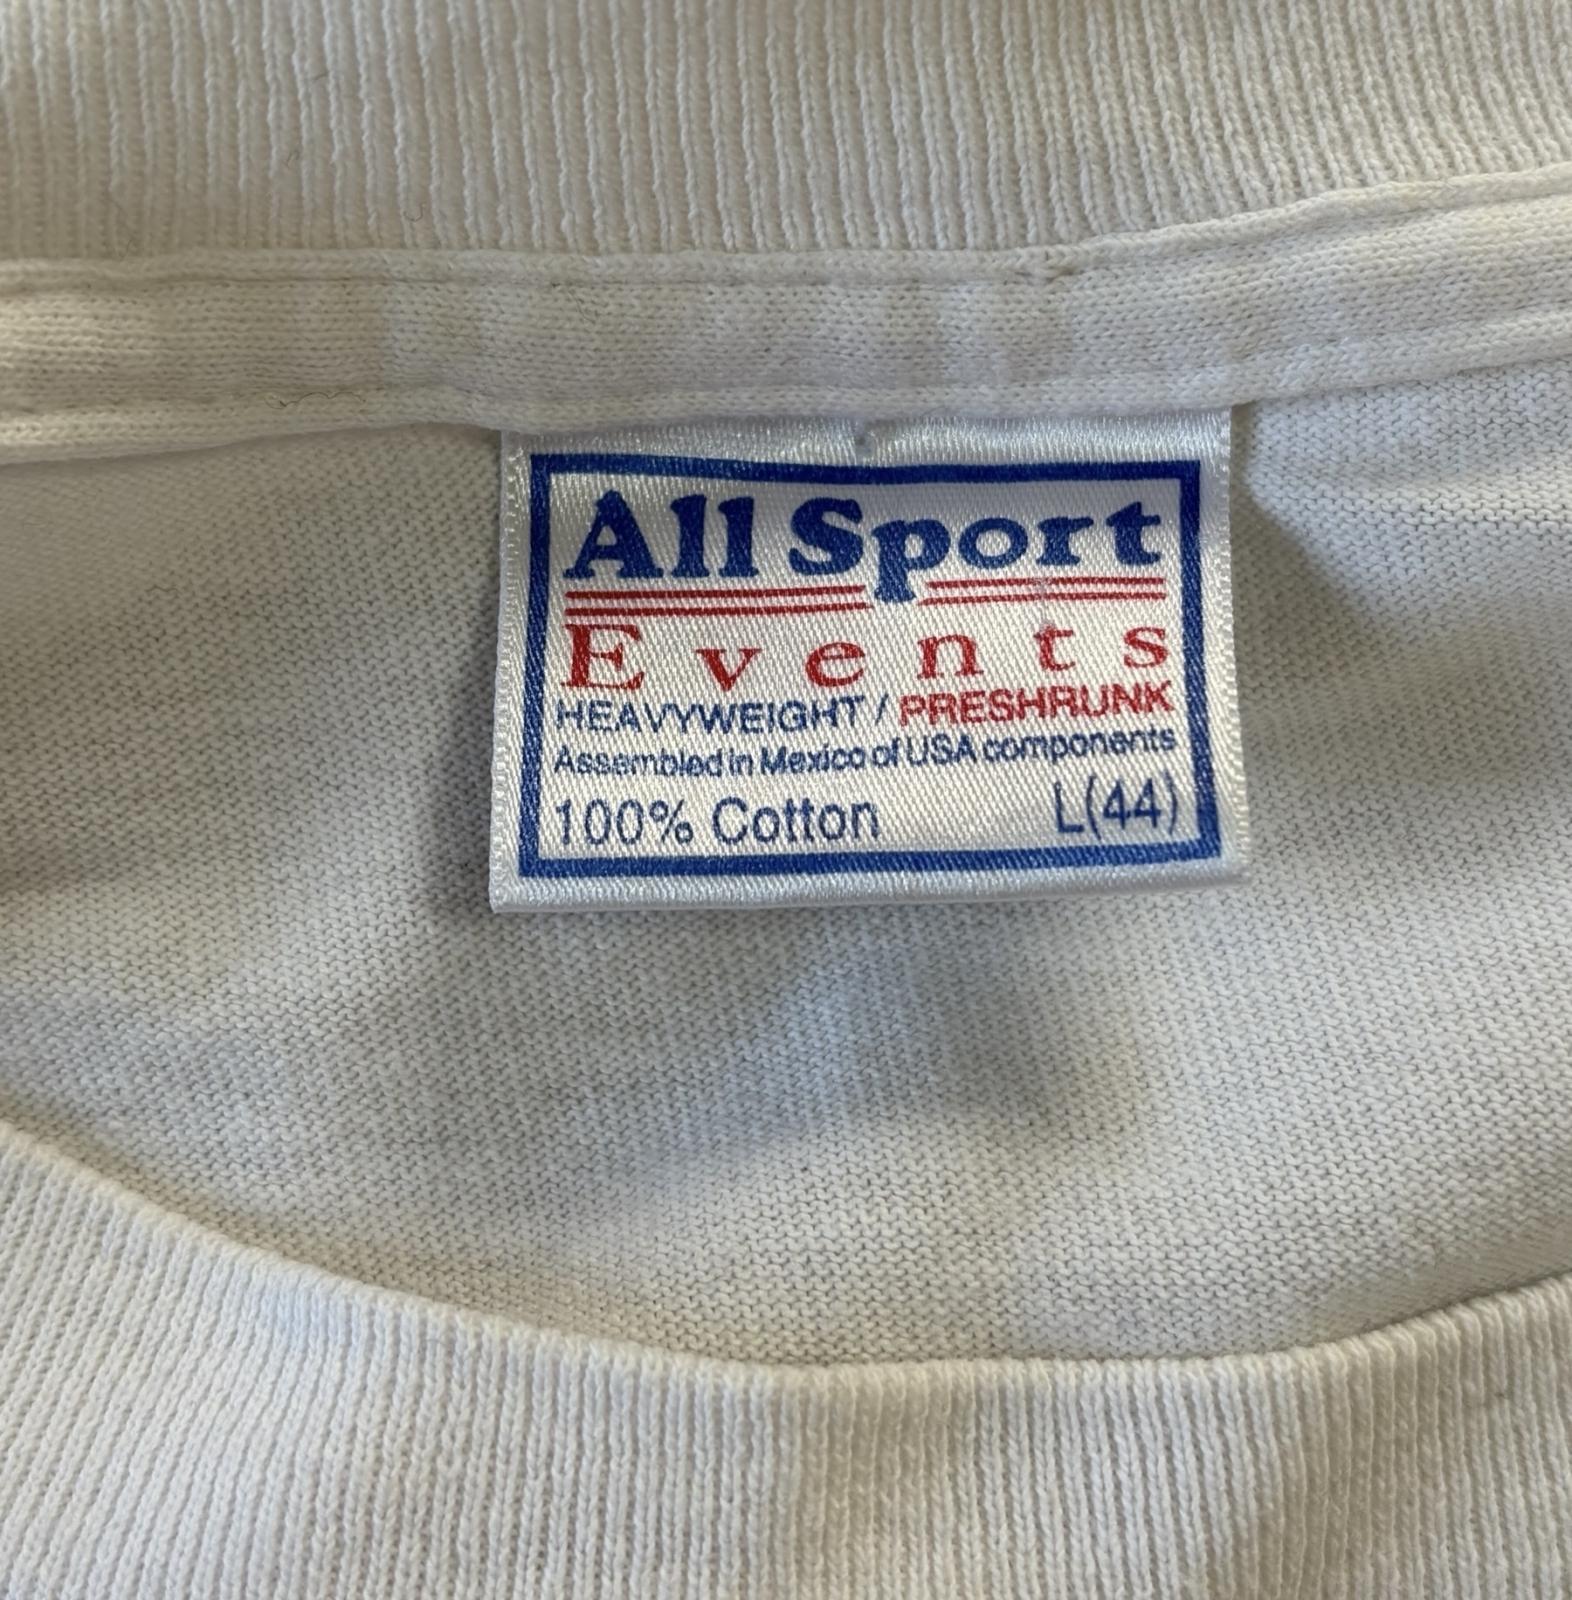 All Sport
Events
HEAVYWEIGHT / PRESHRUNK
Assembled in Mexico of USA components
100% Cotton L(44)